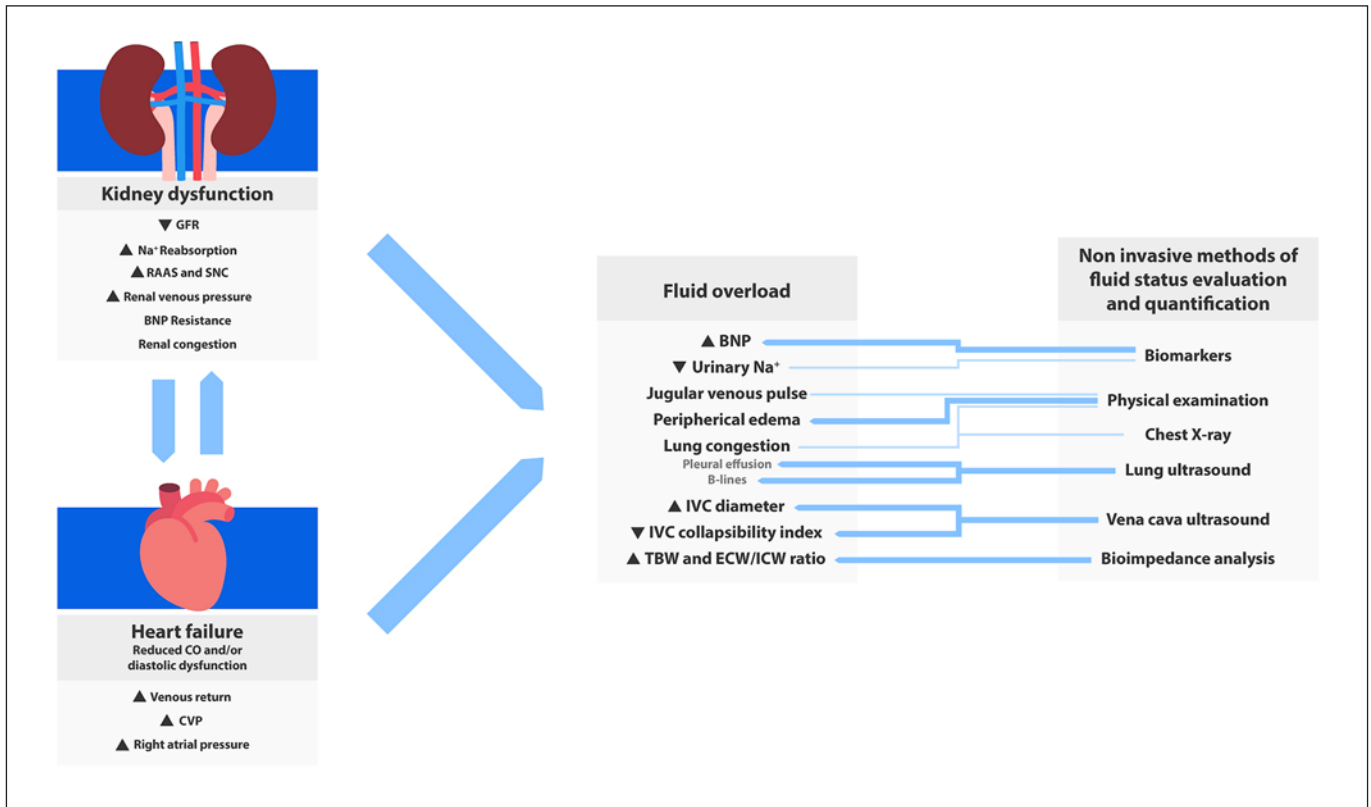 Kidney dysfunction
▼ GFR
▲ Na⁺ Reabsorption
▲ RAAS and SNC
▲ Renal venous pressure
BNP Resistance
Renal congestion
Heart failure
Reduced CO and/or
diastolic dysfunction
▲ Venous return
▲ CVP
▲ Right atrial pressure
Fluid overload
▲ BNP
▼ Urinary Na⁺
Jugular venous pulse
Peripherical edema
Lung congestion
Pleural effusion
B-lines
▲ IVC diameter
▼ IVC collapsibility index
▲ TBW and ECW/ICW ratio
Non invasive methods of
fluid status evaluation
and quantification
Biomarkers
Physical examination
Chest X-ray
Lung ultrasound
Vena cava ultrasound
Bioimpedance analysis